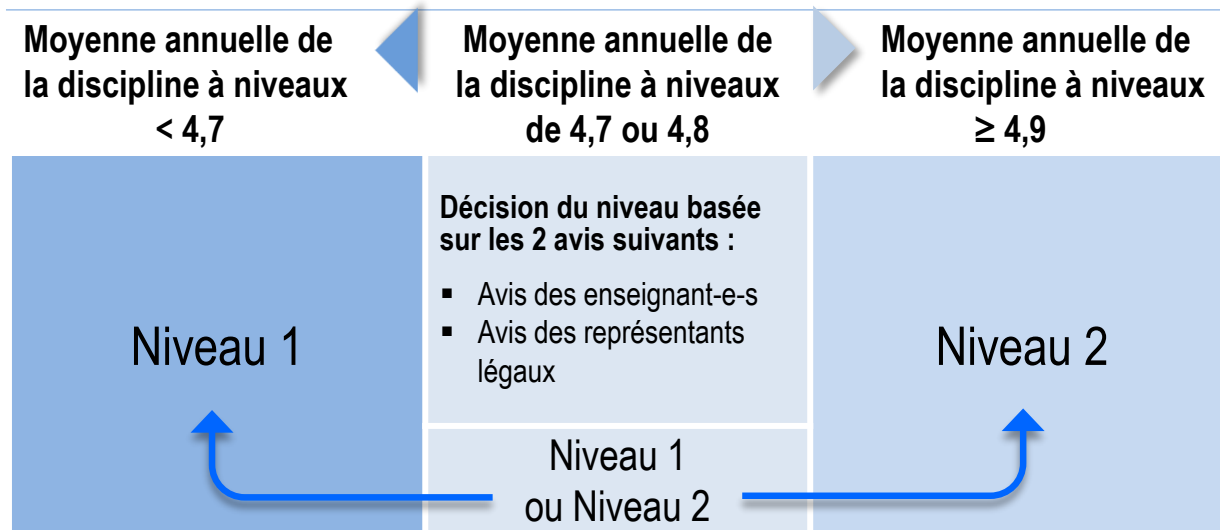 Moyenne annuelle de
la discipline à niveaux
< 4,7
Moyenne annuelle de
la discipline à niveaux
de 4,7 ou 4,8
Moyenne annuelle de
la discipline à niveaux
≥ 4,9
Niveau 1
Décision du niveau basée
sur les 2 avis suivants :
▪ Avis des enseignant-e-s
▪ Avis des représentants
légaux
Niveau 1
ou Niveau 2
Niveau 2